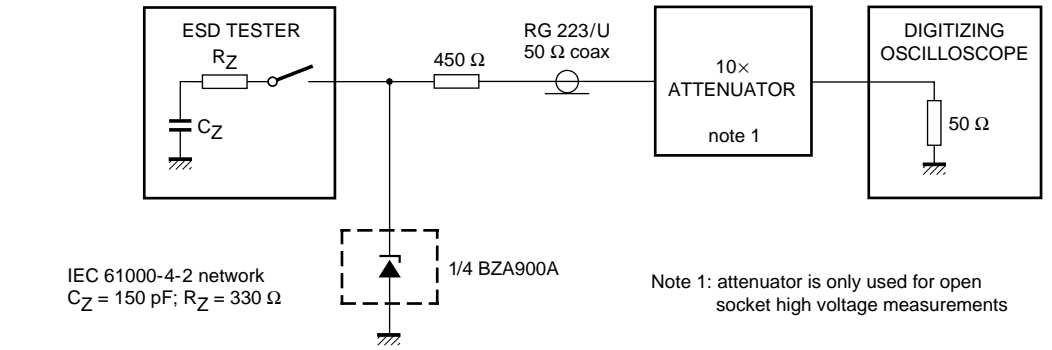 ESD TESTER
RZ
CZ
450 Ω
RG 223/U
50 Ω coax
10×
ATTENUATOR
note 1
DIGITIZING
OSCILLOSCOPE
50 Ω
1/4 BZA900A
IEC 61000-4-2 network
CZ = 150 pF; RZ = 330 Ω
Note 1: attenuator is only used for open
socket high voltage measurements